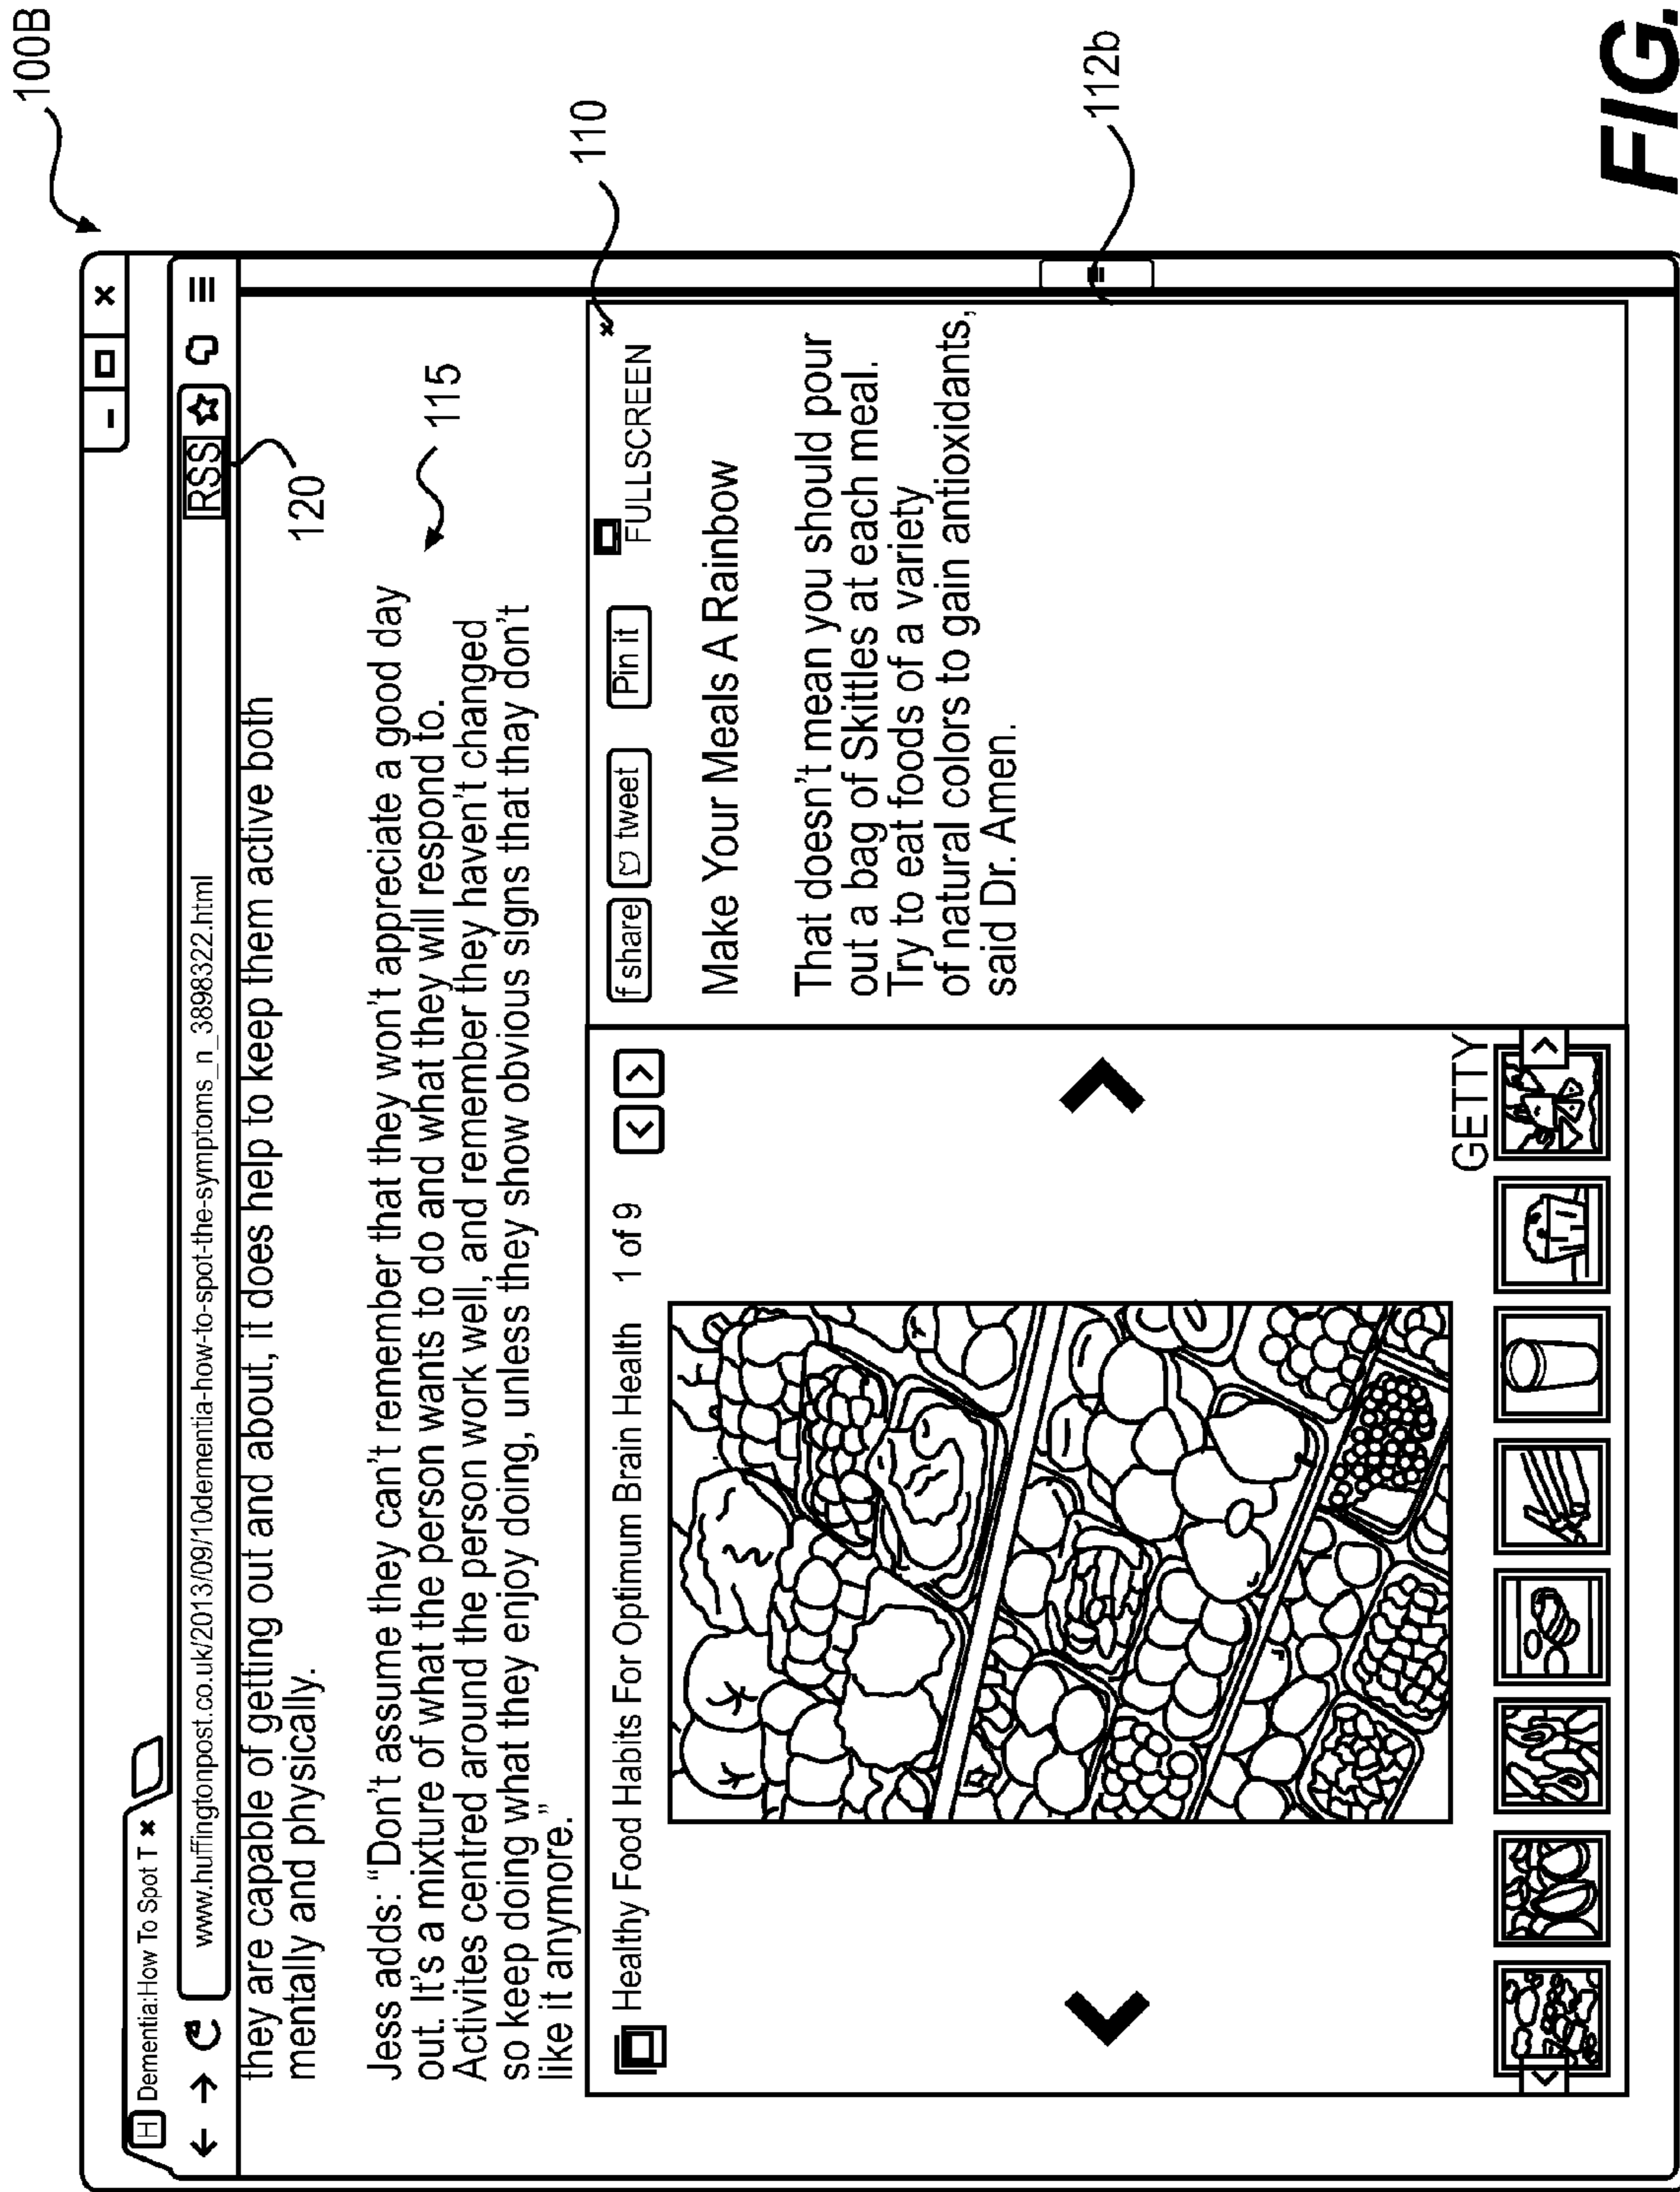 100B
H Dementia:How To Spot T ×
www.huffingtonpost.co.uk/2013/09/10dementia-how-to-spot-the-symptoms_n_3898322.html
RSS
120
they are capable of getting out and about, it does help to keep them active both
mentally and physically.
115
Jess adds: “Don’t assume they can’t remember that they won’t appreciate a good day
out. It’s a mixture of what the person wants to do and what they will respond to.
Activites centred around the person work well, and remember they haven’t changed
so keep doing what they enjoy doing, unless they show obvious signs that thay don’t
like it anymore.”
110
Healthy Food Habits For Optimum Brain Health 1 of 9
f share
tweet
Pin it
FULLSCREEN
Make Your Meals A Rainbow
That doesn’t mean you should pour
out a bag of Skittles at each meal.
Try to eat foods of a variety
of natural colors to gain antioxidants,
said Dr. Amen.
112b
GETTY
FIG.